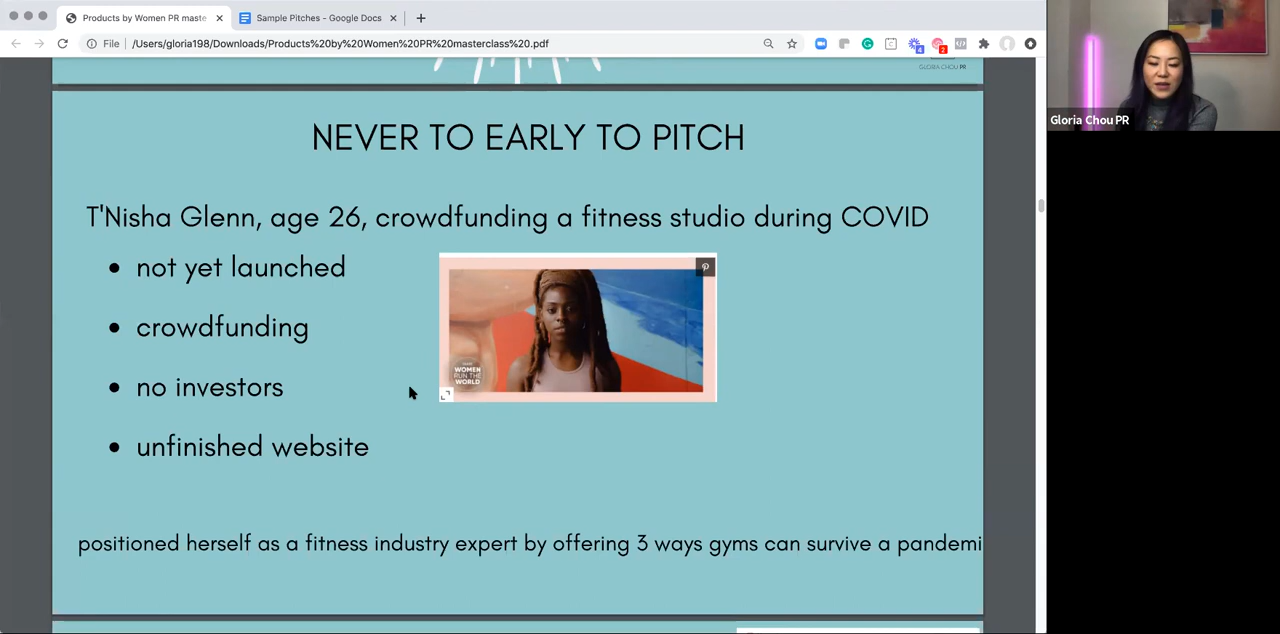 Products by Women PR maste
Sample Pitches - Google Docs
File
/Users/gloria198/Downloads/Products%20by%20Women%20PR%20masterclass%20.pdf
4
2
GLORIA CHOU PR
Gloria Chou PR
NEVER TO EARLY TO PITCH
T'Nisha Glenn, age 26, crowdfunding a fitness studio during COVID
• not yet launched
• crowdfunding
• no investors
• unfinished website
WOMEN
RUN THE
WORLD
positioned herself as a fitness industry expert by offering 3 ways gyms can survive a pandemi